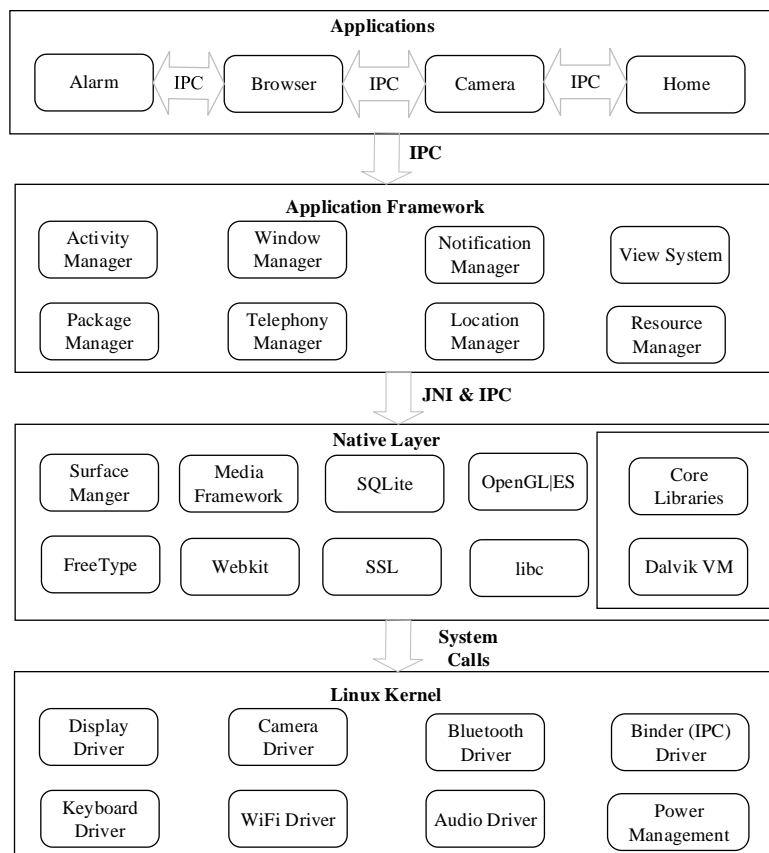 Applications
Alarm
IPC
Browser
IPC
Camera
IPC
Home
IPC
Application Framework
Activity
Manager
Window
Manager
Notification
Manager
View System
Package
Manager
Telephony
Manager
Location
Manager
Resource
Manager
JNI & IPC
Native Layer
Surface
Manger
Media
Framework
SQLite
OpenGL|ES
Core
Libraries
FreeType
Webkit
SSL
libc
Dalvik VM
System
Calls
Linux Kernel
Display
Driver
Camera
Driver
Bluetooth
Driver
Binder (IPC)
Driver
Keyboard
Driver
WiFi Driver
Audio Driver
Power
Management